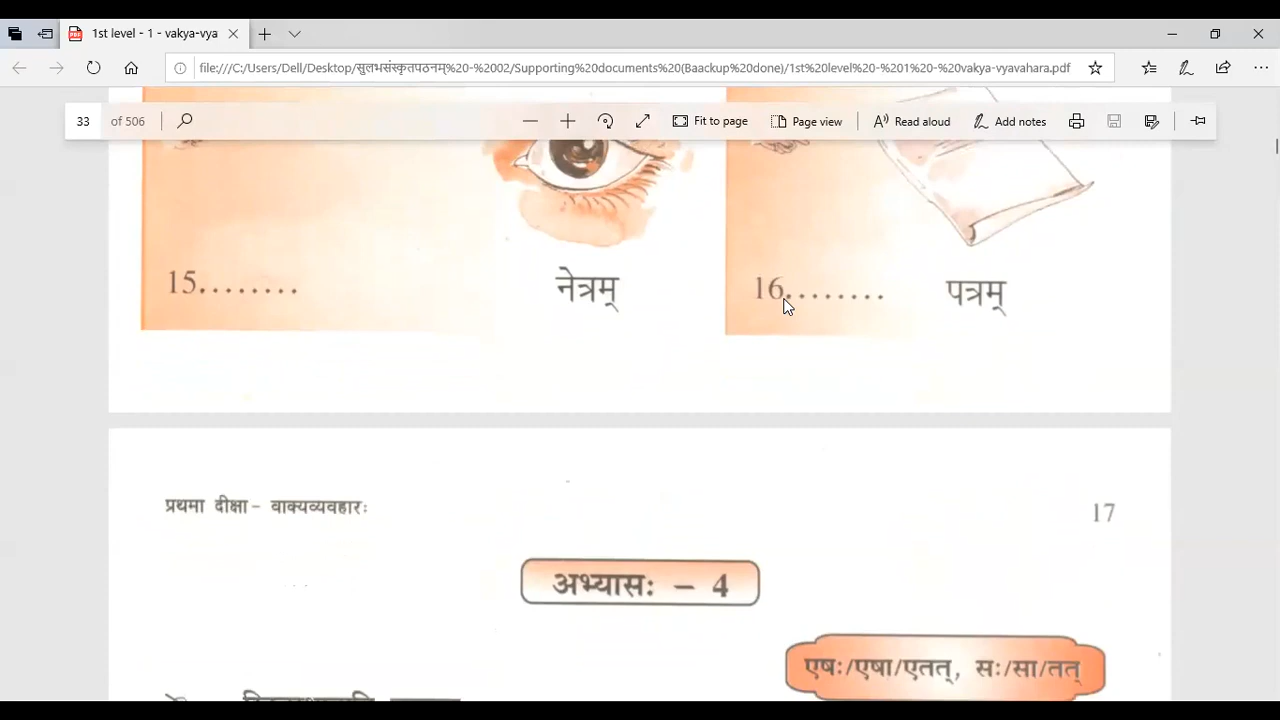 1st level - 1 - vakya-vya
file:///C:/Users/Dell/Desktop/सुलभसंस्कृतपठनम्%20-%2002/Supporting%20documents%20(Baackup%20done)/1st%20level%20-%201%20-%20vakya-vyavahara.pdf
33 of 506 Fit to page Page view Read aloud Add notes
15........ नेत्रम् 16........ पत्रम्
प्रथमा दीक्षा - वाक्यव्यवहारः 17
अभ्यासः - 4
एषः/एषा/एतत्, सः/सा/तत्